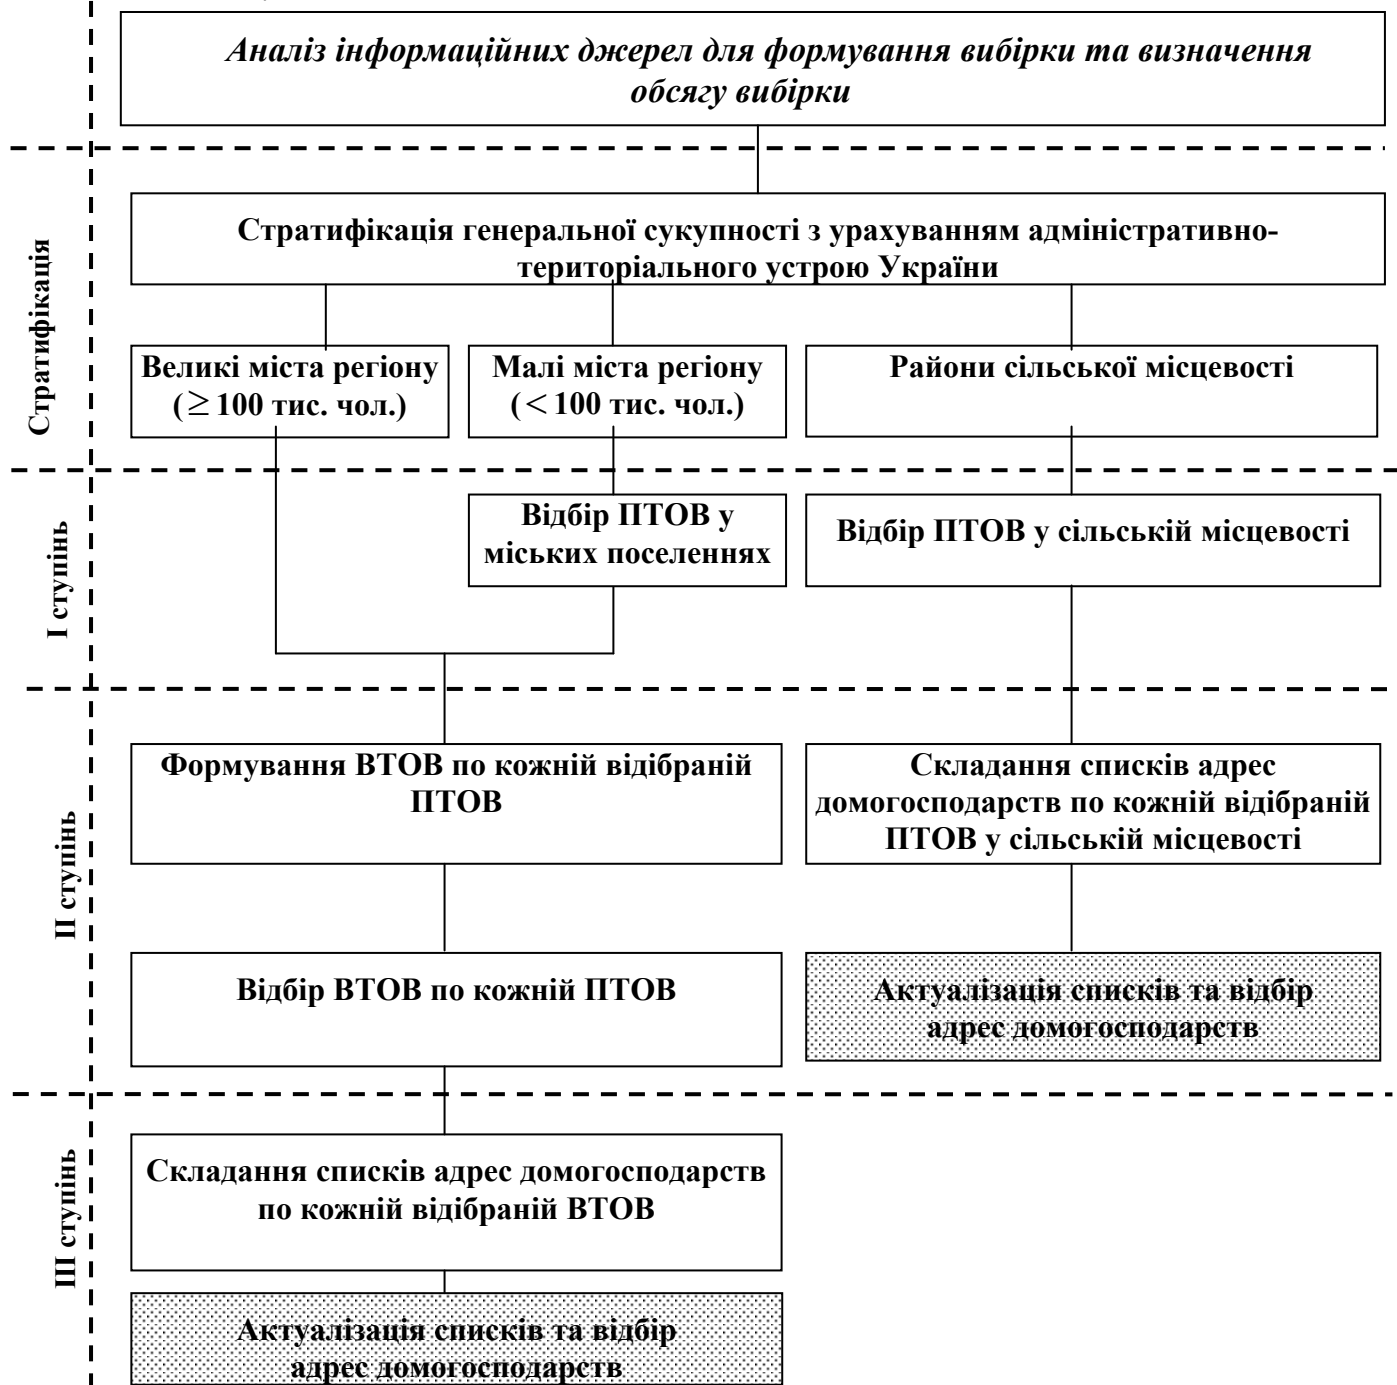 Аналіз інформаційних джерел для формування вибірки та визначення
обсягу вибірки
Стратифікація
Стратифікація генеральної сукупності з урахуванням адміністративно-
територіального устрою України
Великі міста регіону
(≥ 100 тис. чол.)
Малі міста регіону
(< 100 тис. чол.)
Райони сільської місцевості
І ступінь
Відбір ПТОВ у
міських поселеннях
Відбір ПТОВ у сільській місцевості
ІІ ступінь
Формування ВТОВ по кожній відібраній
ПТОВ
Складання списків адрес
домогосподарств по кожній відібраній
ПТОВ у сільській місцевості
Відбір ВТОВ по кожній ПТОВ
Актуалізація списків та відбір
адрес домогосподарств
ІІІ ступінь
Складання списків адрес домогосподарств
по кожній відібраній ВТОВ
Актуалізація списків та відбір
адрес домогосподарств